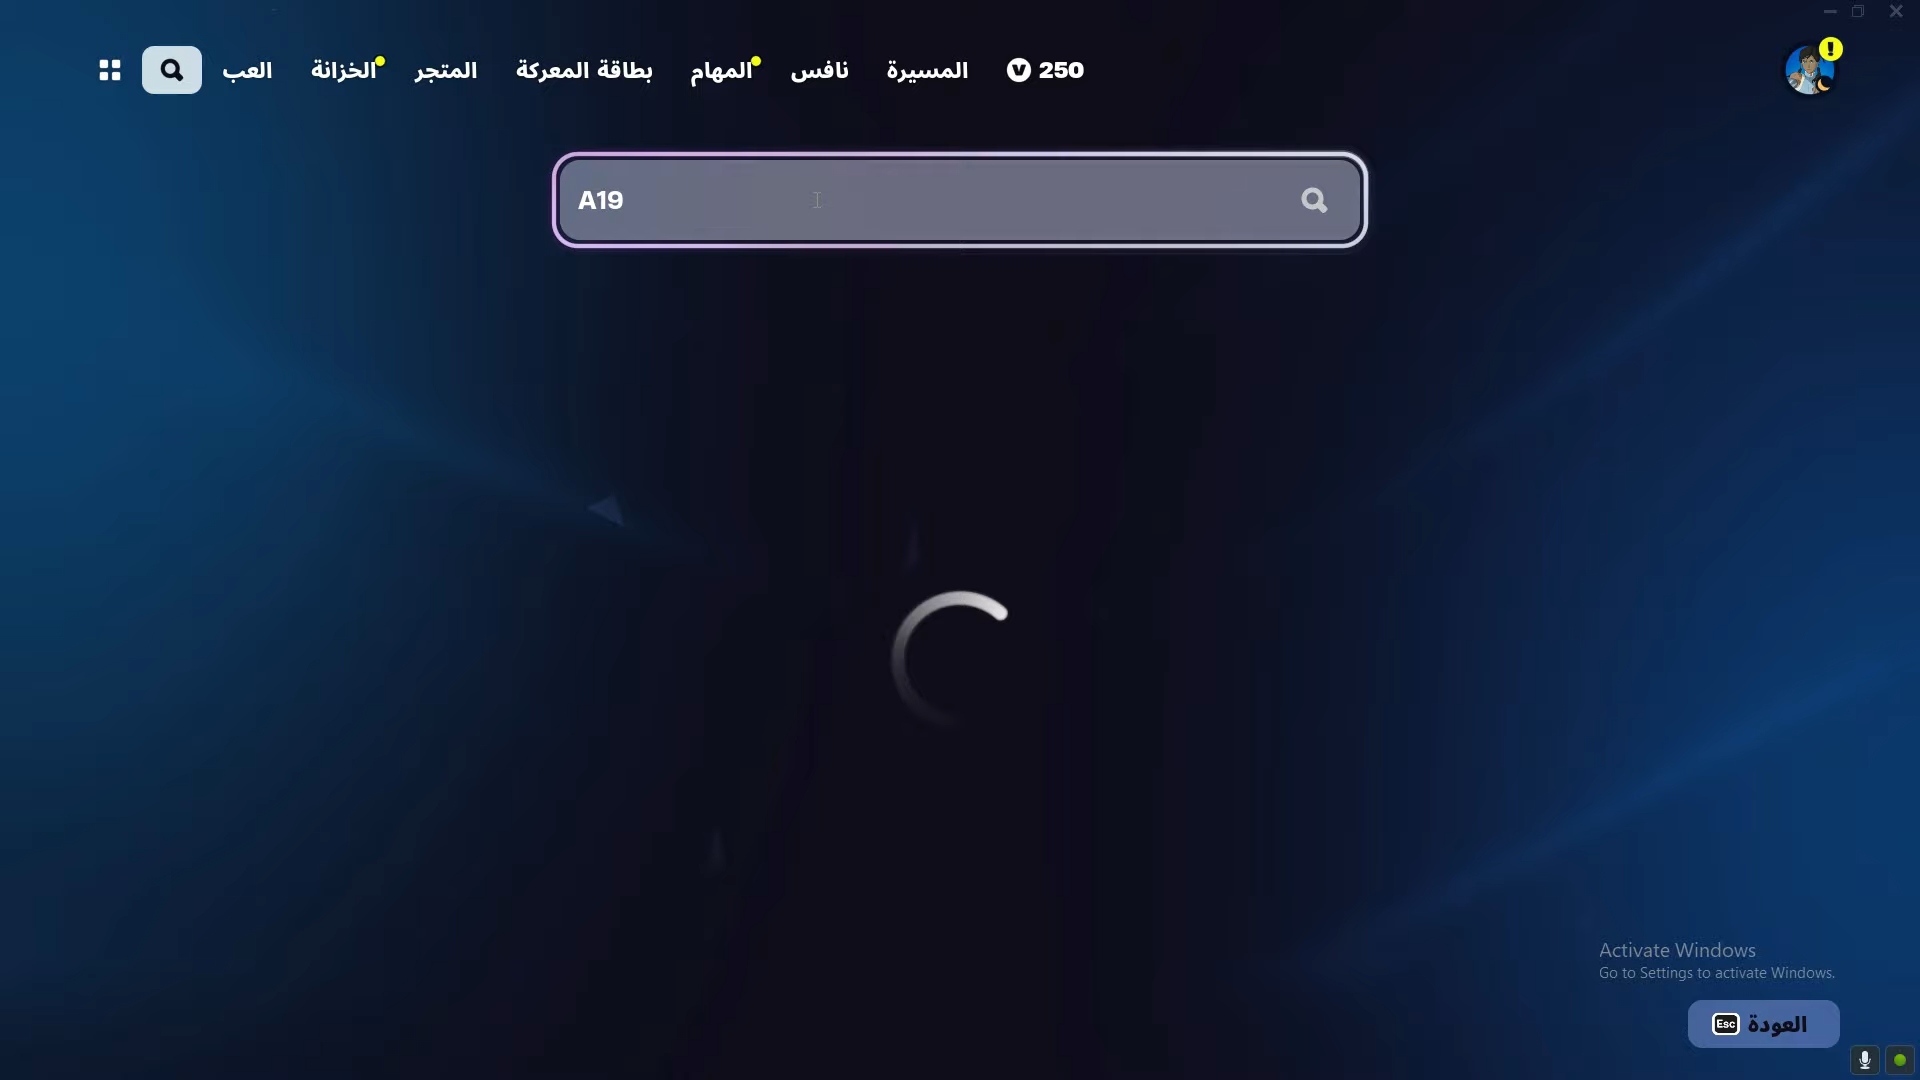 العب
الخزانة
المتجر
بطاقة المعركة
المهام
نافس
المسيرة
250
A19
Activate Windows
Go to Settings to activate Windows.
Esc العودة